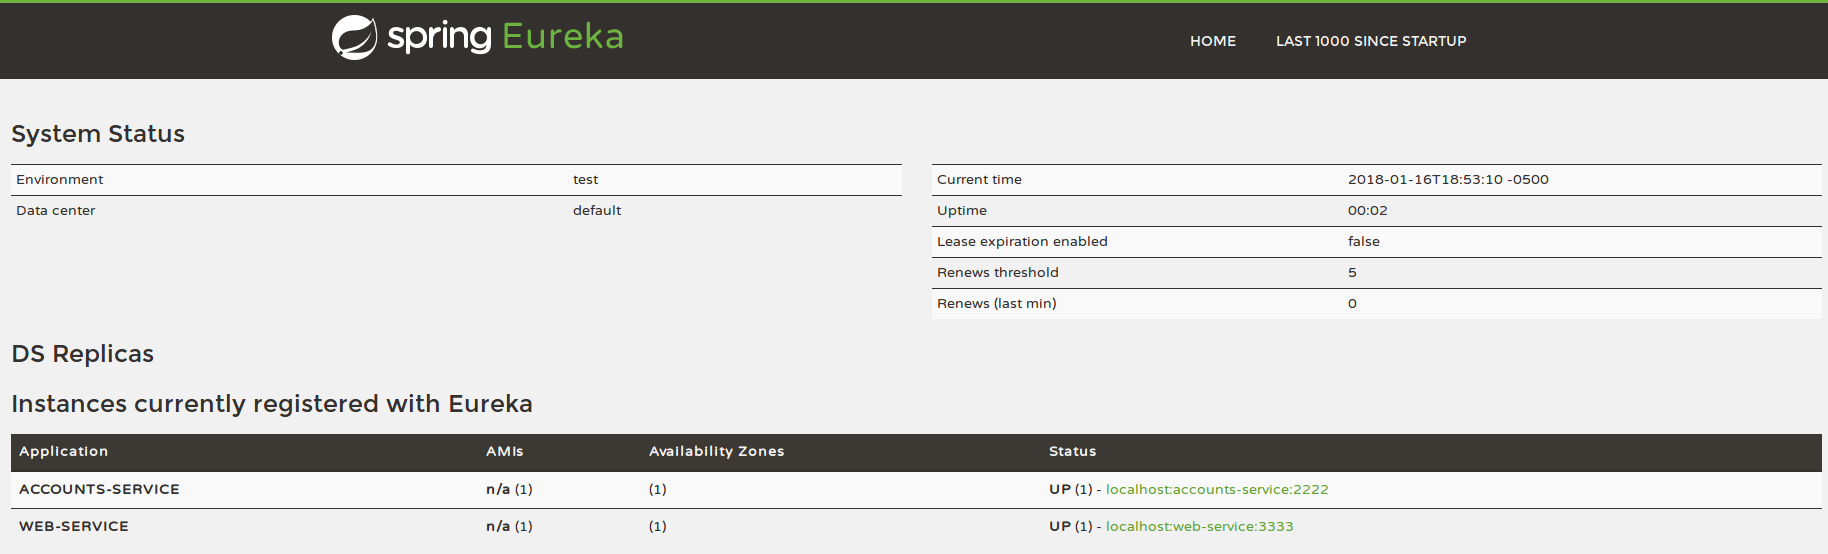 spring Eureka
HOME LAST 1000 SINCE STARTUP
System Status
Environment test
Data center default
Current time 2018-01-16T18:53:10 -0500
Uptime 00:02
Lease expiration enabled false
Renews threshold 5
Renews (last min) 0
DS Replicas
Instances currently registered with Eureka
Application AMIs Availability Zones Status
ACCOUNTS-SERVICE n/a (1) (1) UP (1) - localhost:accounts-service:2222
WEB-SERVICE n/a (1) (1) UP (1) - localhost:web-service:3333